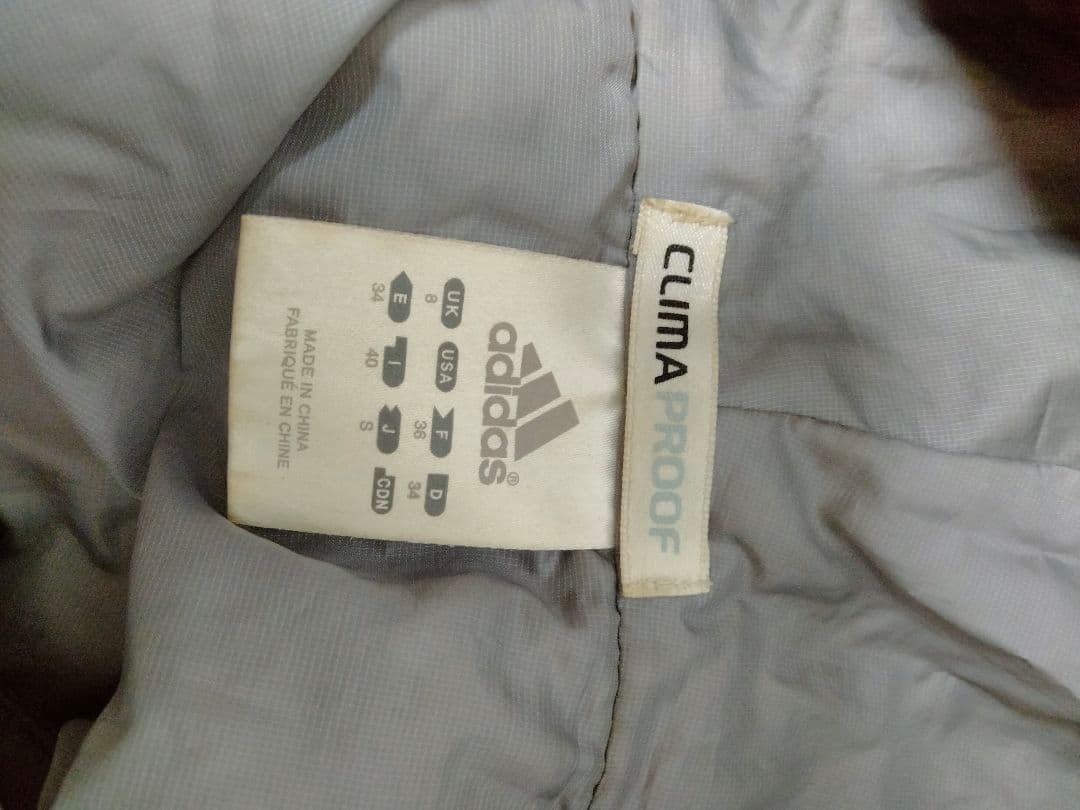 CLIMAPROOF
adidas®
UK USA F D
8 36 34
E I J CDN
34 40 S
MADE IN CHINA
FABRIQUÉ EN CHINE